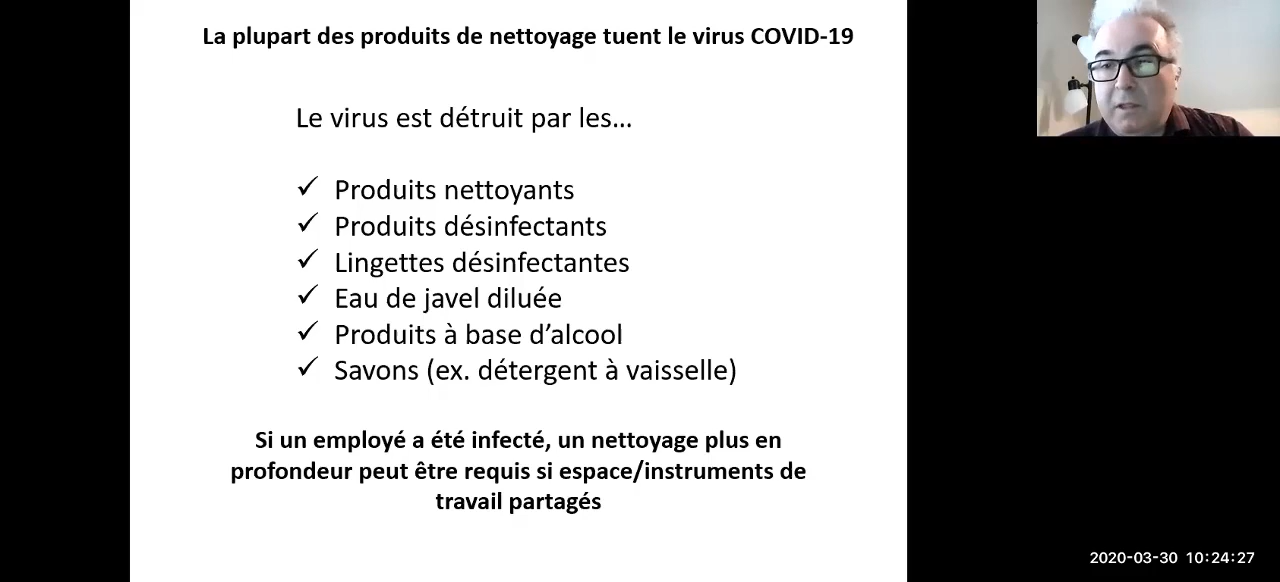 La plupart des produits de nettoyage tuent le virus COVID-19
Le virus est détruit par les...
✓ Produits nettoyants
✓ Produits désinfectants
✓ Lingettes désinfectantes
✓ Eau de javel diluée
✓ Produits à base d’alcool
✓ Savons (ex. détergent à vaisselle)
Si un employé a été infecté, un nettoyage plus en
profondeur peut être requis si espace/instruments de
travail partagés
2020-03-30 10:24:27